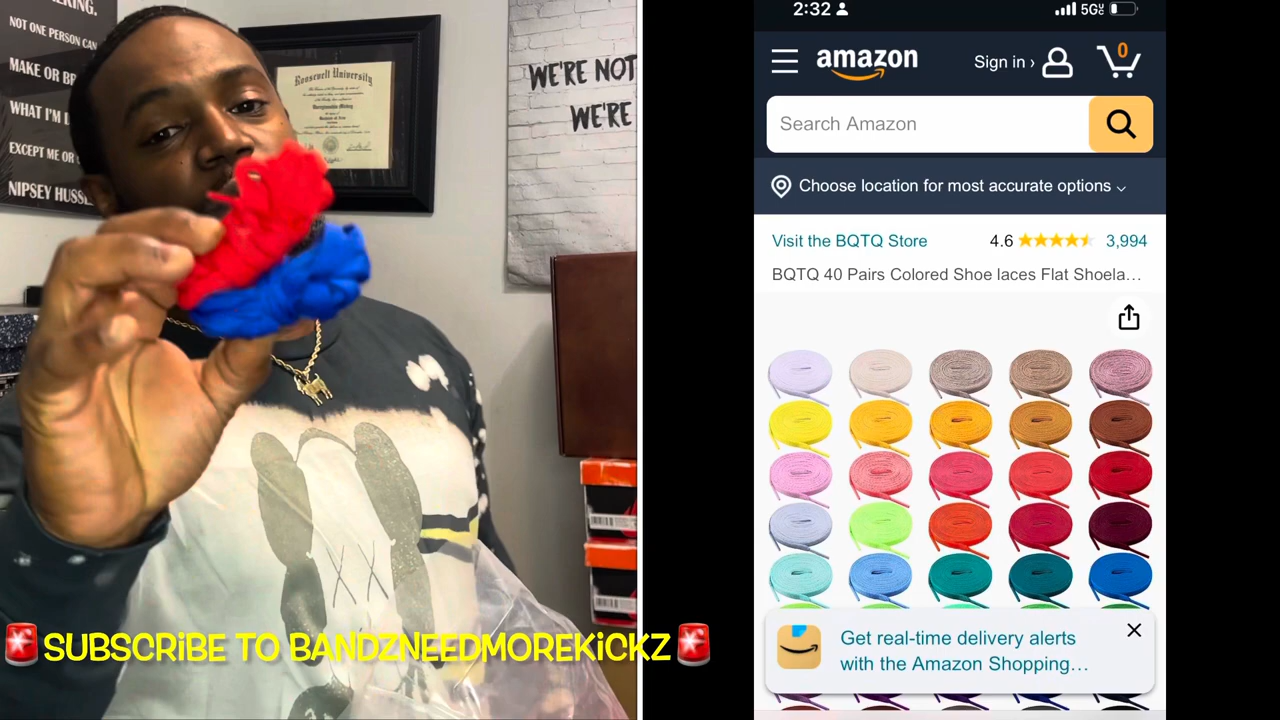 NOT ONE PERSON CAN
MAKE OR BR
WHAT I'M L
EXCEPT ME OR
NIPSEY HUSSL
Roosevelt University
WE'RE NOT
WE'RE
🚨SUBSCRiBE TO BANDZNEEDMOREKiCKZ🚨
2:32
5G
amazon
Sign in ›
0
Search Amazon
Choose location for most accurate options
Visit the BQTQ Store
4.6
3,994
BQTQ 40 Pairs Colored Shoe laces Flat Shoela…
Get real-time delivery alerts
with the Amazon Shopping…